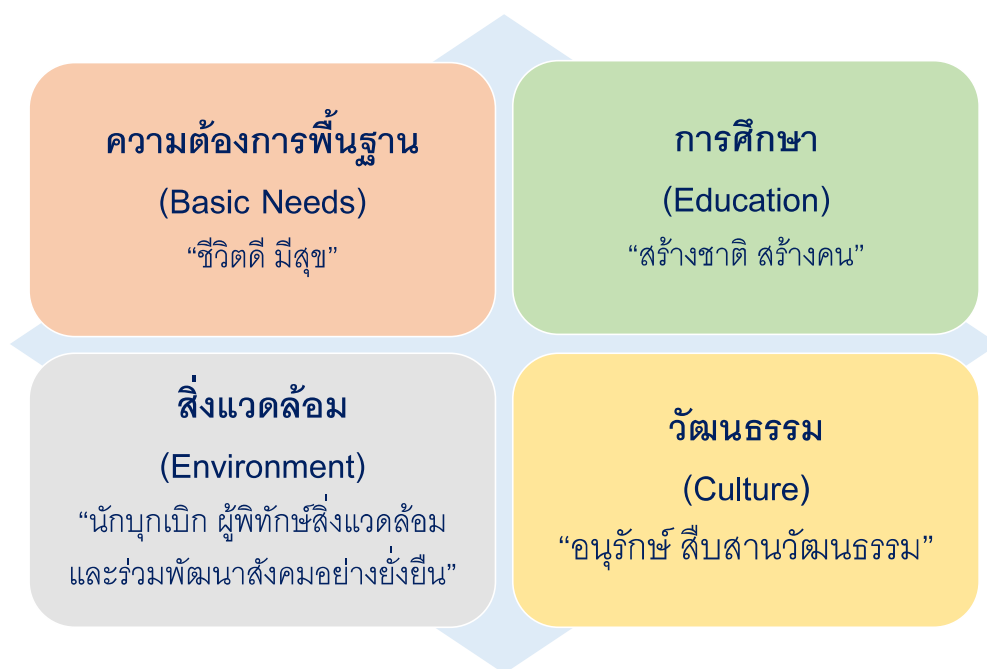 ความต้องการพื้นฐาน
(Basic Needs)
“ชีวิตดี มีสุข”
การศึกษา
(Education)
“สร้างชาติ สร้างคน”
สิ่งแวดล้อม
(Environment)
“นักบุกเบิก ผู้พิทักษ์สิ่งแวดล้อม
และร่วมพัฒนาสังคมอย่างยั่งยืน”
วัฒนธรรม
(Culture)
“อนุรักษ์ สืบสานวัฒนธรรม”